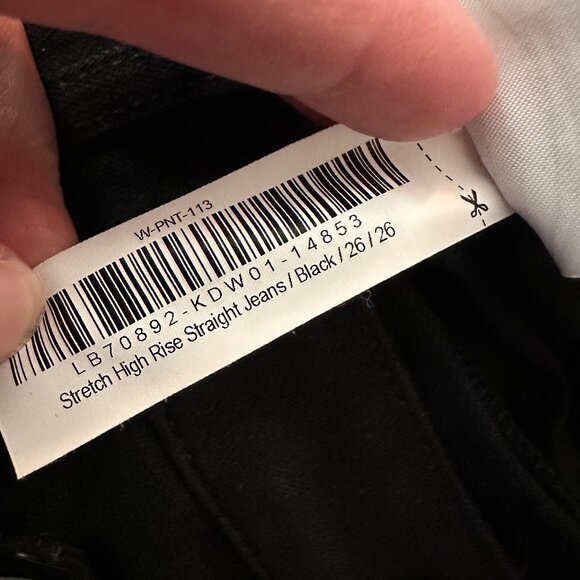 W-PNT-113
LB70892-KDW01-14853
Stretch High Rise Straight Jeans / Black / 26 / 26